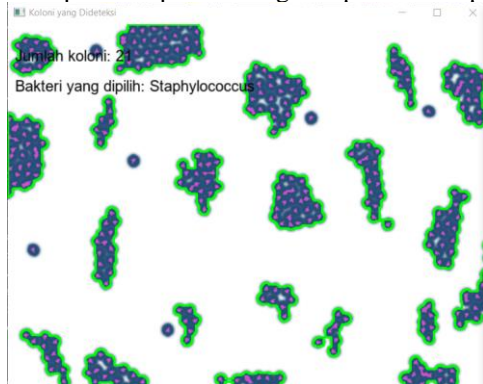 Koloni yang Dideteksi
Jumlah koloni: 21
Bakteri yang dipilih: Staphylococcus